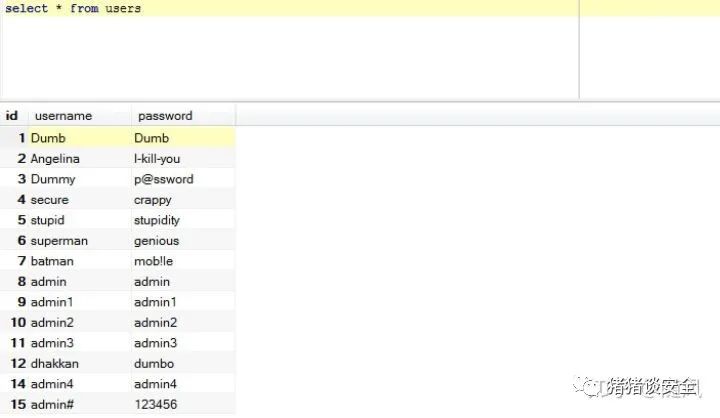 select * from users
id username password
1 Dumb Dumb
2 Angelina I-kill-you
3 Dummy p@ssword
4 secure crappy
5 stupid stupidity
6 superman genious
7 batman mob!le
8 admin admin
9 admin1 admin1
10 admin2 admin2
11 admin3 admin3
12 dhakkan dumbo
14 admin4 admin4
15 admin# 123456
猪猪谈安全